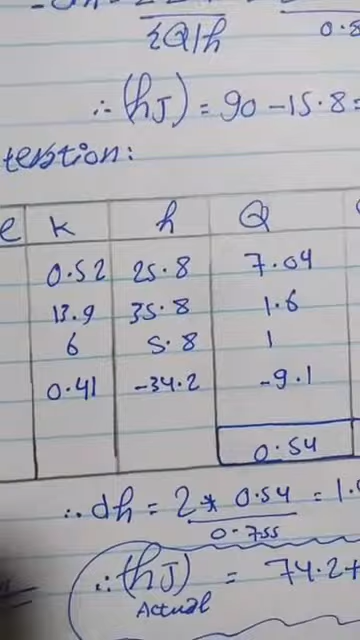 ΣQ/h
0.8
∴(hJ) = 90 - 15.8 =
teration:
e K h Q
0.52 25.8 7.04
13.9 35.8 1.6
6 5.8 1
0.41 -34.2 -9.1
0.54
∴ dh = 2 * 0.54 = 1.
0.755
∴(hJ) = 74.2+
Actual